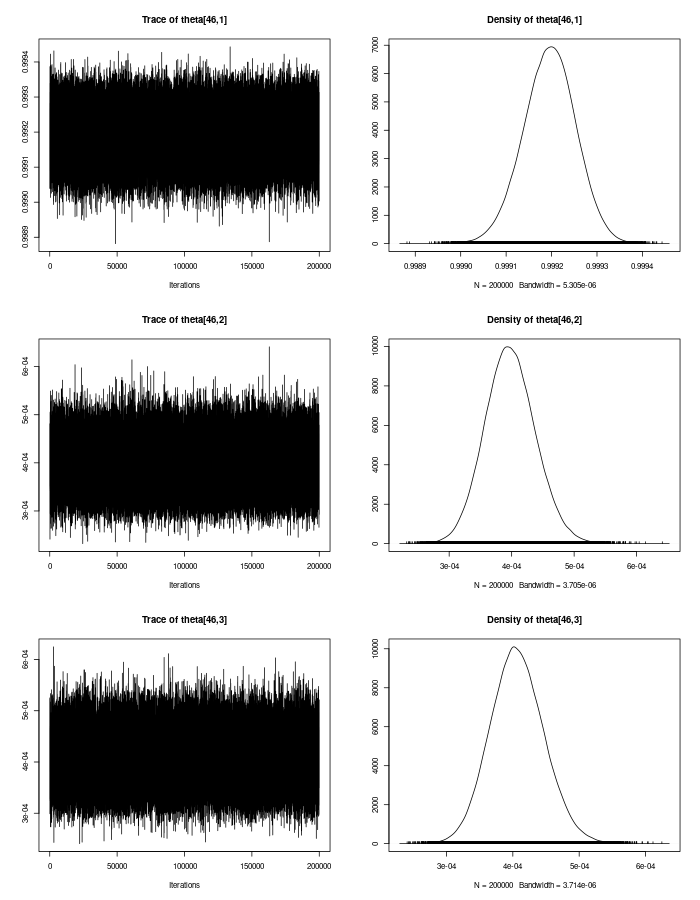 Trace of theta[46,1]
0.9989 0.9990 0.9991 0.9992 0.9993 0.9994
0 50000 100000 150000 200000
Iterations
Density of theta[46,1]
0 1000 2000 3000 4000 5000 6000 7000
0.9989 0.9990 0.9991 0.9992 0.9993 0.9994
N = 200000 Bandwidth = 5.305e-06
Trace of theta[46,2]
3e-04 4e-04 5e-04 6e-04
0 50000 100000 150000 200000
Iterations
Density of theta[46,2]
0 2000 4000 6000 8000 10000
3e-04 4e-04 5e-04 6e-04
N = 200000 Bandwidth = 3.705e-06
Trace of theta[46,3]
3e-04 4e-04 5e-04 6e-04
0 50000 100000 150000 200000
Iterations
Density of theta[46,3]
0 2000 4000 6000 8000 10000
3e-04 4e-04 5e-04 6e-04
N = 200000 Bandwidth = 3.714e-06